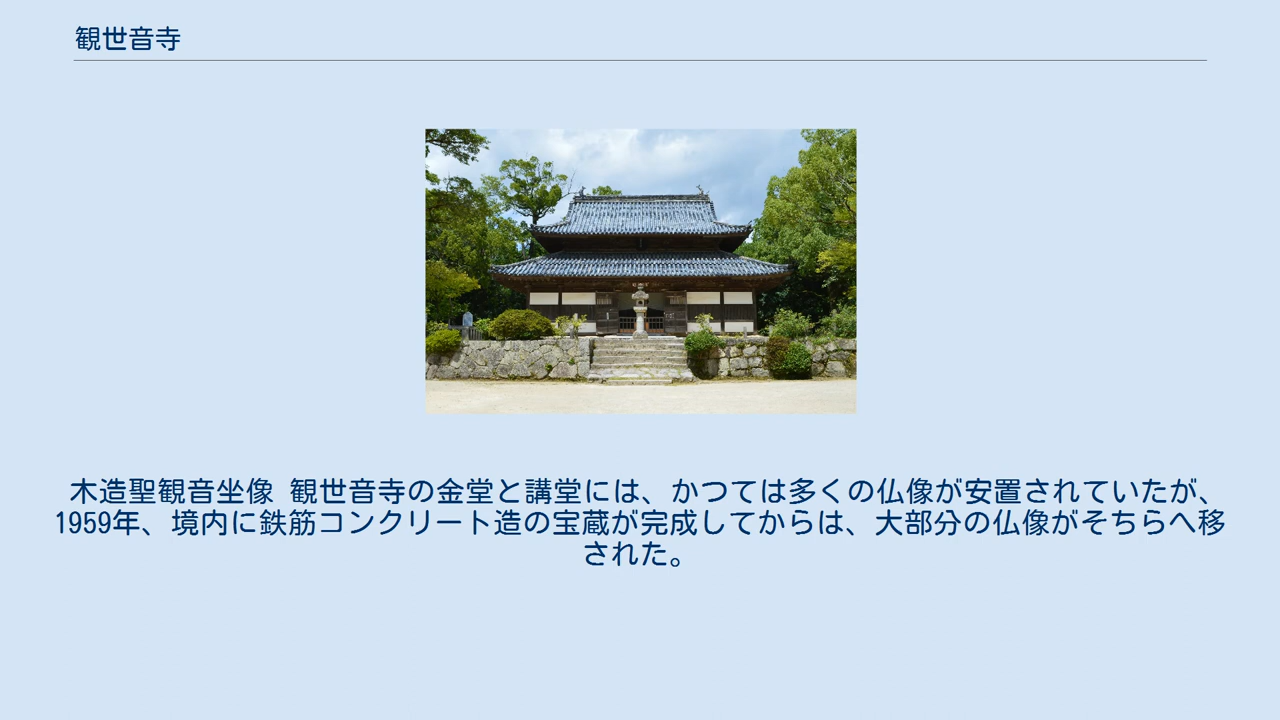 観世音寺
木造聖観音坐像 観世音寺の金堂と講堂には、かつては多くの仏像が安置されていたが、
1959年、境内に鉄筋コンクリート造の宝蔵が完成してからは、大部分の仏像がそちらへ移
された。